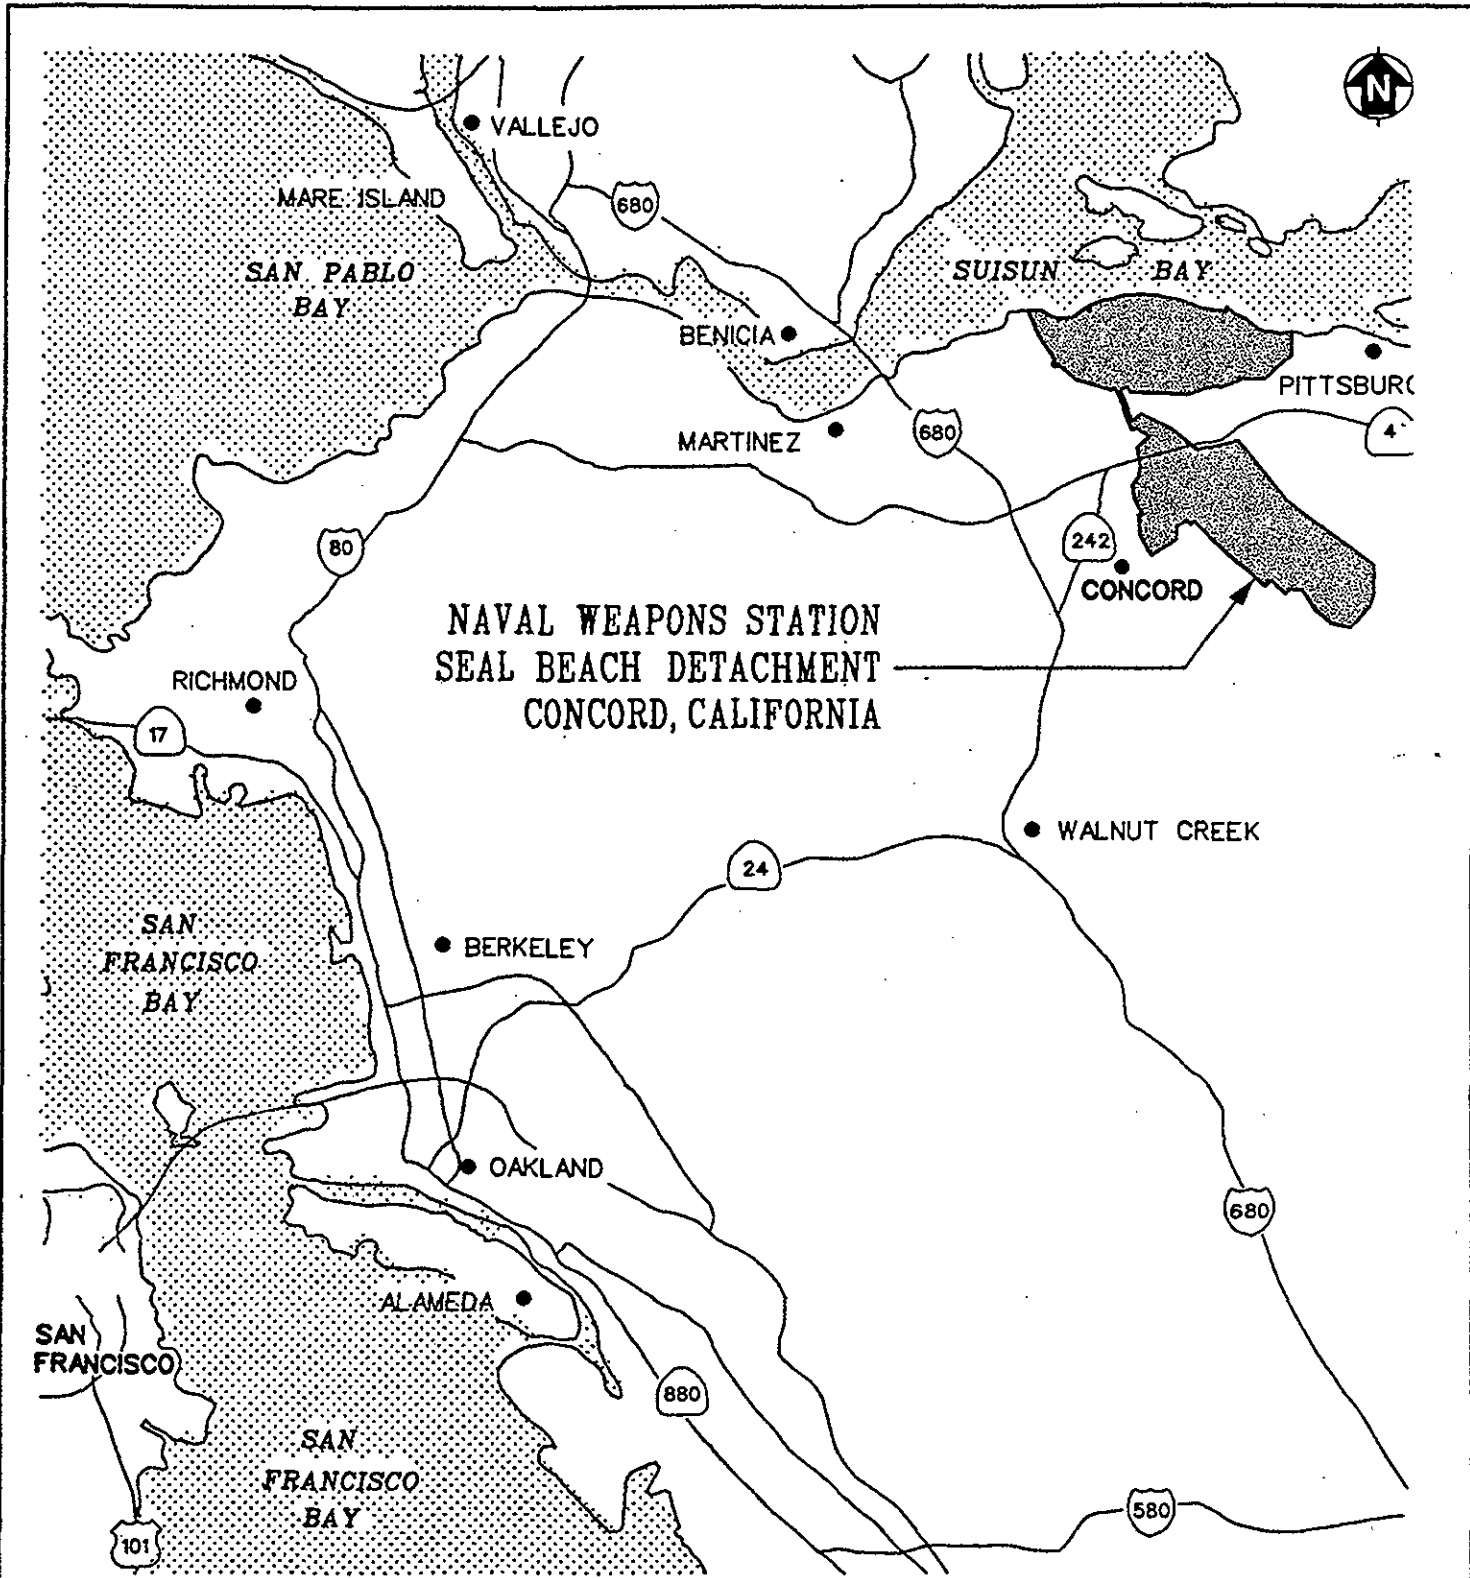 N
VALLEJO
MARE ISLAND
680
SAN PABLO
BAY
SUISUN BAY
BENICIA
PITTSBURG
MARTINEZ
680
4
80
242
CONCORD
NAVAL WEAPONS STATION
SEAL BEACH DETACHMENT
CONCORD, CALIFORNIA
RICHMOND
17
WALNUT CREEK
24
SAN
FRANCISCO
BAY
BERKELEY
OAKLAND
680
ALAMEDA
SAN
FRANCISCO
880
SAN
FRANCISCO
BAY
580
101